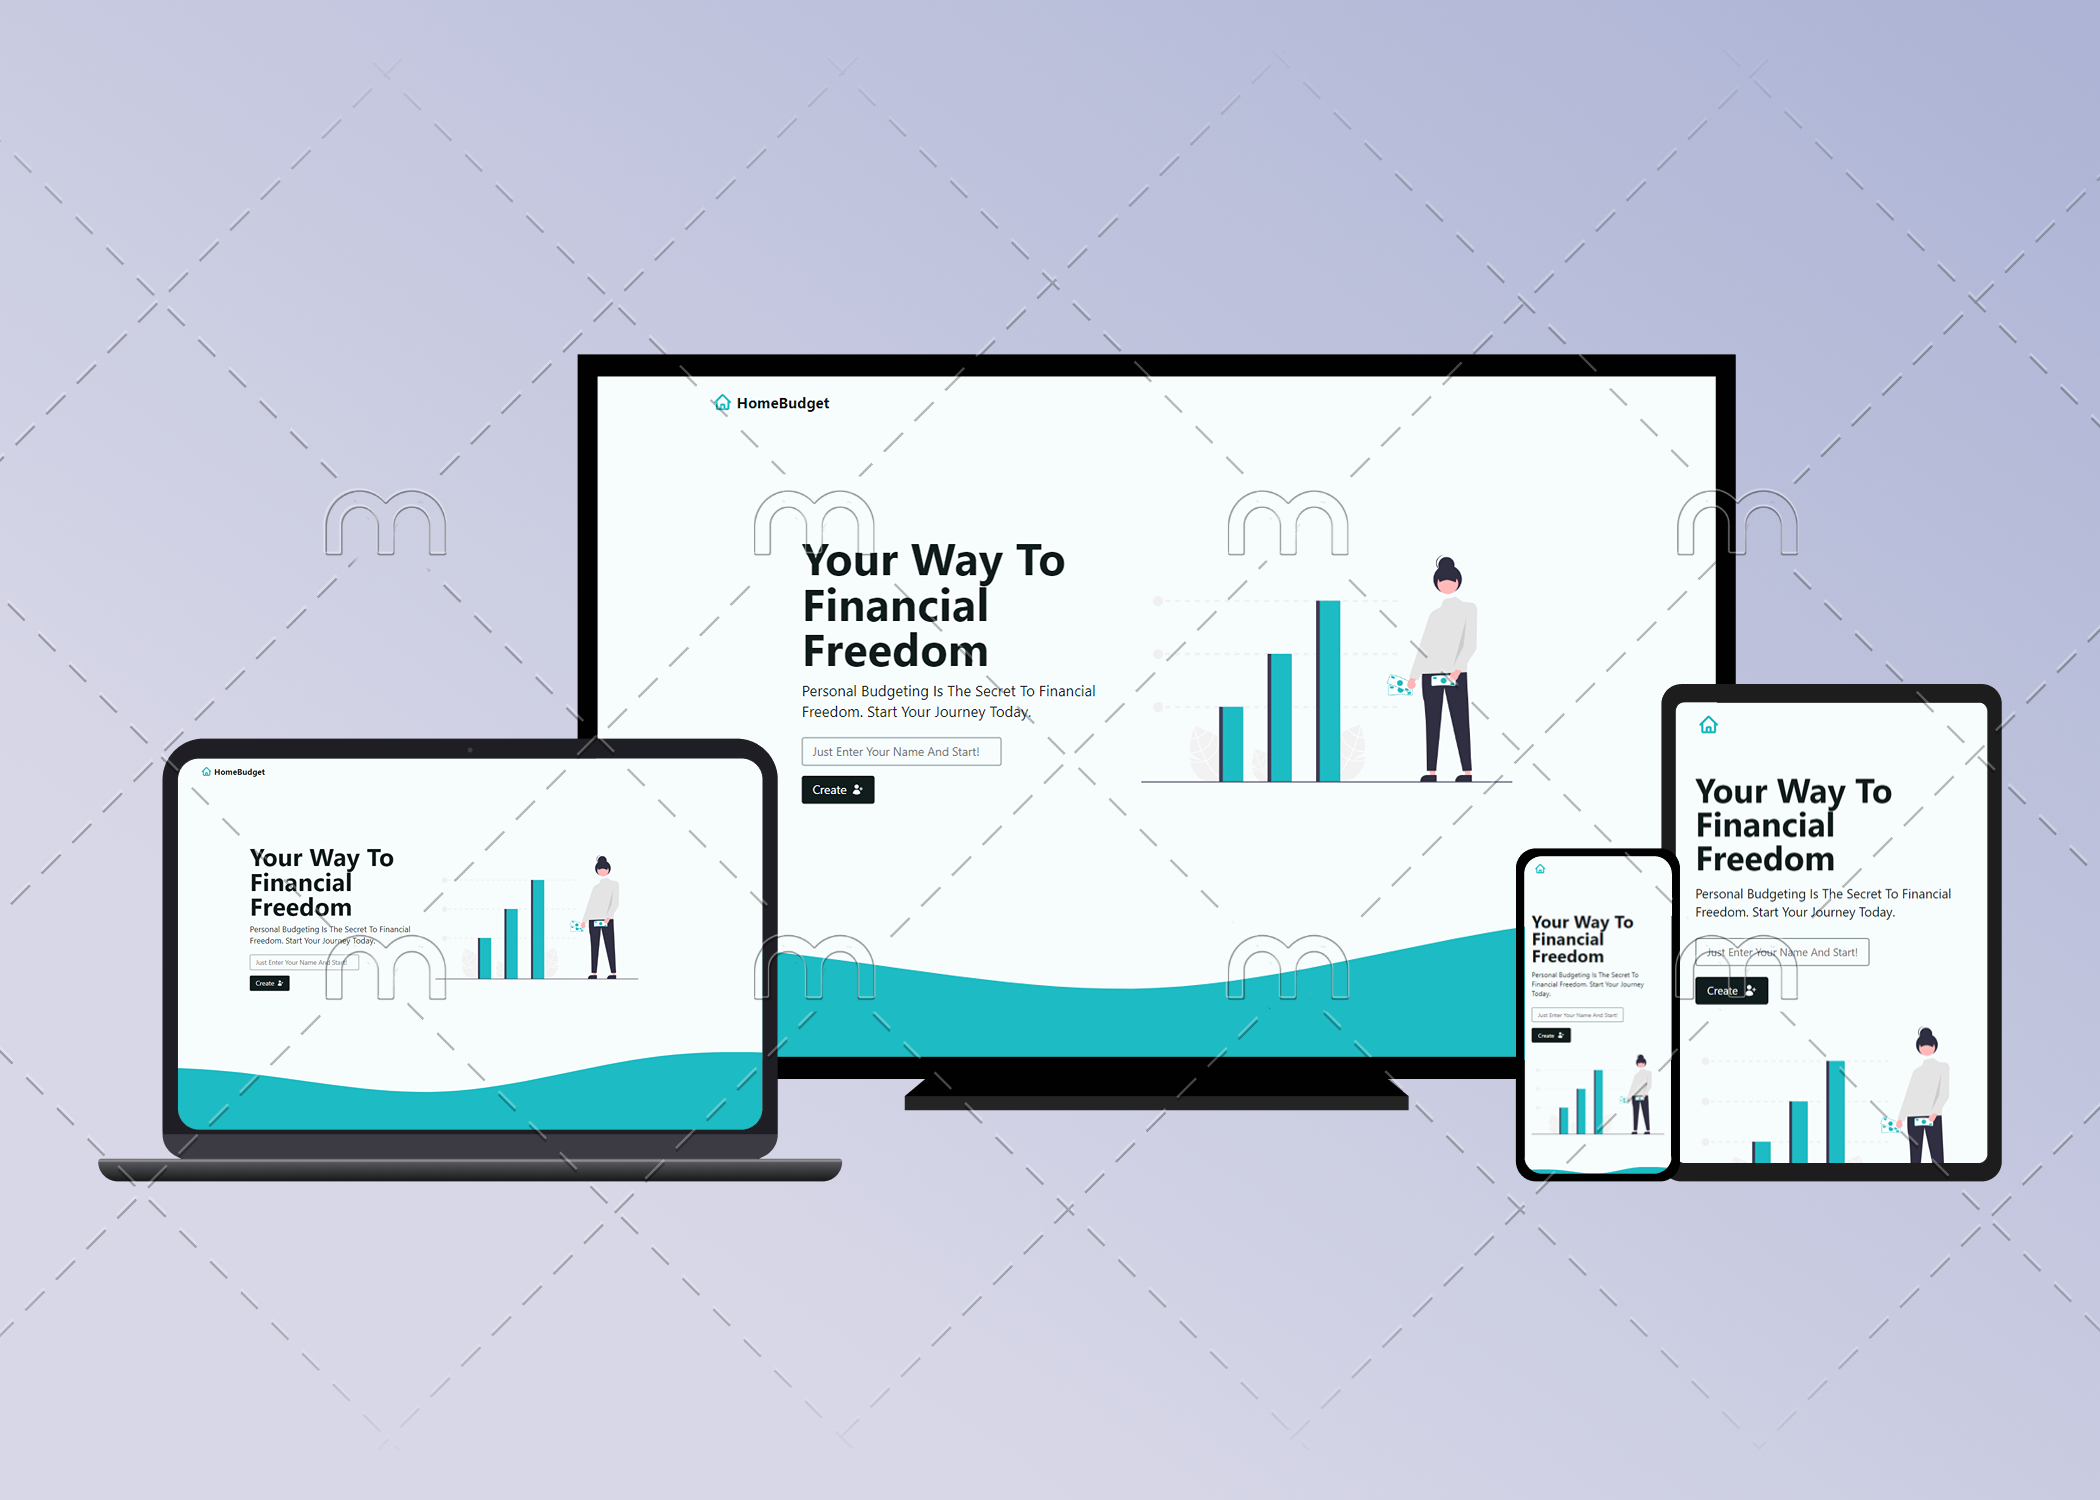 HomeBudget
Your Way To
Financial
Freedom
Personal Budgeting Is The Secret To Financial
Freedom. Start Your Journey Today.
Just Enter Your Name And Start!
Create
HomeBudget
Your Way To
Financial
Freedom
Personal Budgeting Is The Secret To Financial
Freedom. Start Your Journey Today.
Just Enter Your Name And Start!
Create
Your Way To
Financial
Freedom
Personal Budgeting Is The Secret To
Financial Freedom. Start Your Journey
Today.
Just Enter Your Name And Start!
Create
Your Way To
Financial
Freedom
Personal Budgeting Is The Secret To Financial
Freedom. Start Your Journey Today.
Just Enter Your Name And Start!
Create
m
m
m
m
m
m
m
m